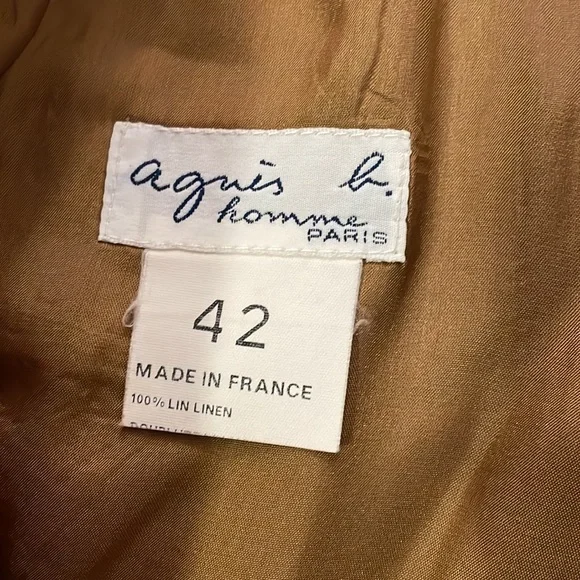 agnès b.
homme
PARIS
42
MADE IN FRANCE
100% LIN LINEN